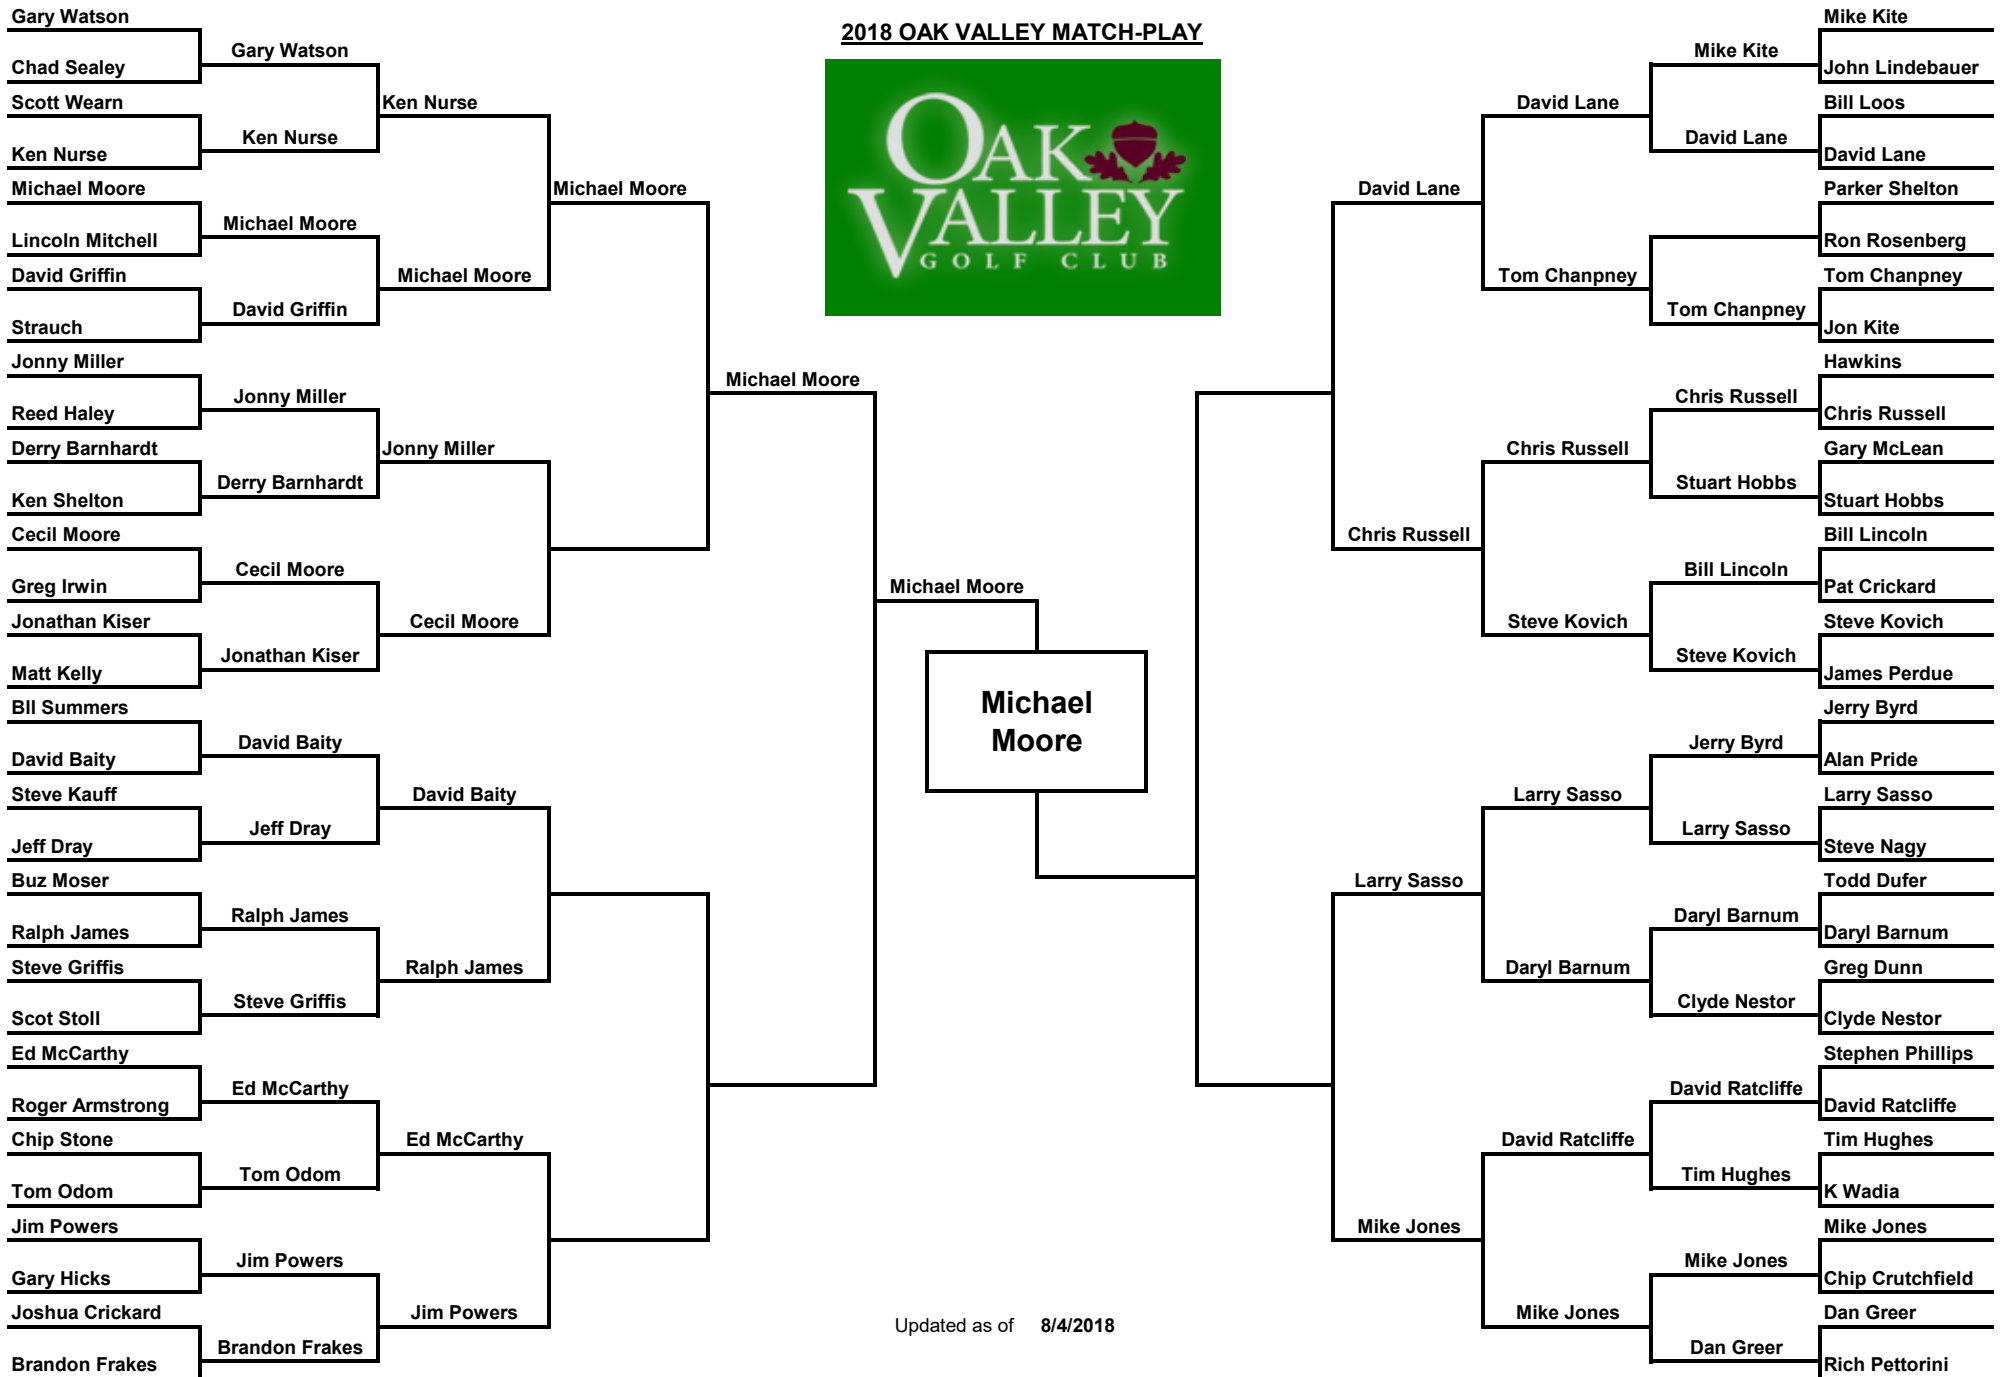 2018 OAK VALLEY MATCH-PLAY
OAK
VALLEY
GOLF CLUB
Gary Watson
Chad Sealey
Scott Wearn
Ken Nurse
Michael Moore
Lincoln Mitchell
David Griffin
Strauch
Jonny Miller
Reed Haley
Derry Barnhardt
Ken Shelton
Cecil Moore
Greg Irwin
Jonathan Kiser
Matt Kelly
Bll Summers
David Baity
Steve Kauff
Jeff Dray
Buz Moser
Ralph James
Steve Griffis
Scot Stoll
Ed McCarthy
Roger Armstrong
Chip Stone
Tom Odom
Jim Powers
Gary Hicks
Joshua Crickard
Brandon Frakes
Gary Watson
Ken Nurse
Michael Moore
David Griffin
Jonny Miller
Derry Barnhardt
Cecil Moore
Jonathan Kiser
David Baity
Jeff Dray
Ralph James
Steve Griffis
Ed McCarthy
Tom Odom
Jim Powers
Brandon Frakes
Ken Nurse
Michael Moore
Jonny Miller
Cecil Moore
David Baity
Ralph James
Ed McCarthy
Jim Powers
Michael Moore
Michael Moore
Michael Moore
Michael
Moore
Updated as of 8/4/2018
David Lane
Chris Russell
Larry Sasso
Mike Jones
David Lane
Tom Chanpney
Chris Russell
Steve Kovich
Larry Sasso
Daryl Barnum
David Ratcliffe
Mike Jones
Mike Kite
David Lane
Tom Chanpney
Chris Russell
Stuart Hobbs
Bill Lincoln
Steve Kovich
Jerry Byrd
Larry Sasso
Daryl Barnum
Clyde Nestor
David Ratcliffe
Tim Hughes
Mike Jones
Dan Greer
Mike Kite
John Lindebauer
Bill Loos
David Lane
Parker Shelton
Ron Rosenberg
Tom Chanpney
Jon Kite
Hawkins
Chris Russell
Gary McLean
Stuart Hobbs
Bill Lincoln
Pat Crickard
Steve Kovich
James Perdue
Jerry Byrd
Alan Pride
Larry Sasso
Steve Nagy
Todd Dufer
Daryl Barnum
Greg Dunn
Clyde Nestor
Stephen Phillips
David Ratcliffe
Tim Hughes
K Wadia
Mike Jones
Chip Crutchfield
Dan Greer
Rich Pettorini